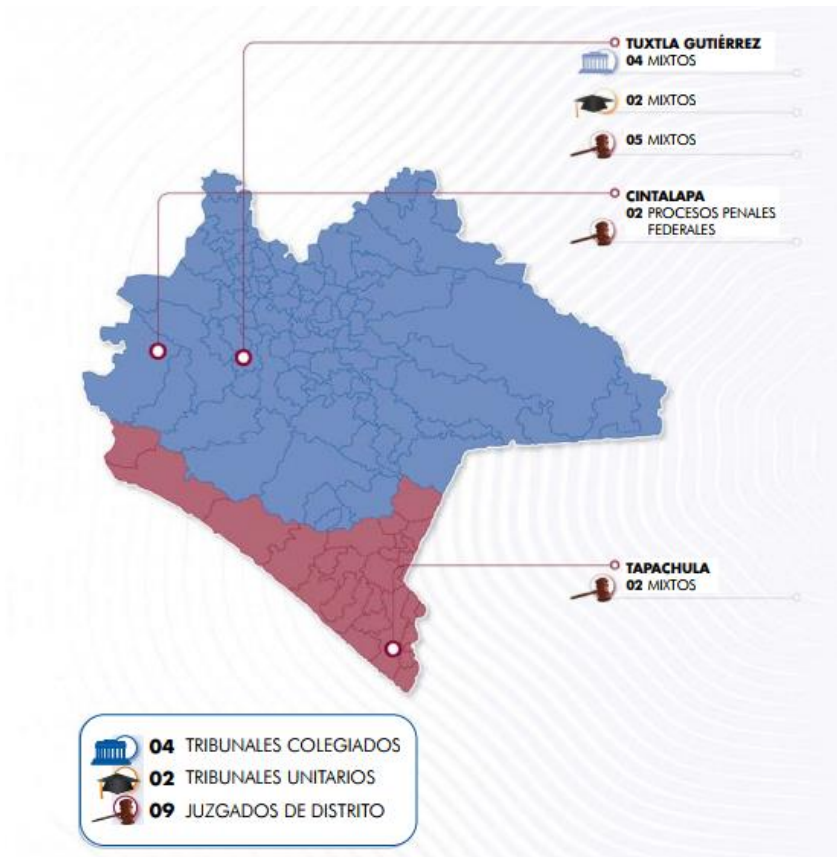 TUXTLA GUTIÉRREZ
04 MIXTOS
02 MIXTOS
05 MIXTOS
CINTALAPA
02 PROCESOS PENALES
FEDERALES
TAPACHULA
02 MIXTOS
04 TRIBUNALES COLEGIADOS
02 TRIBUNALES UNITARIOS
09 JUZGADOS DE DISTRITO